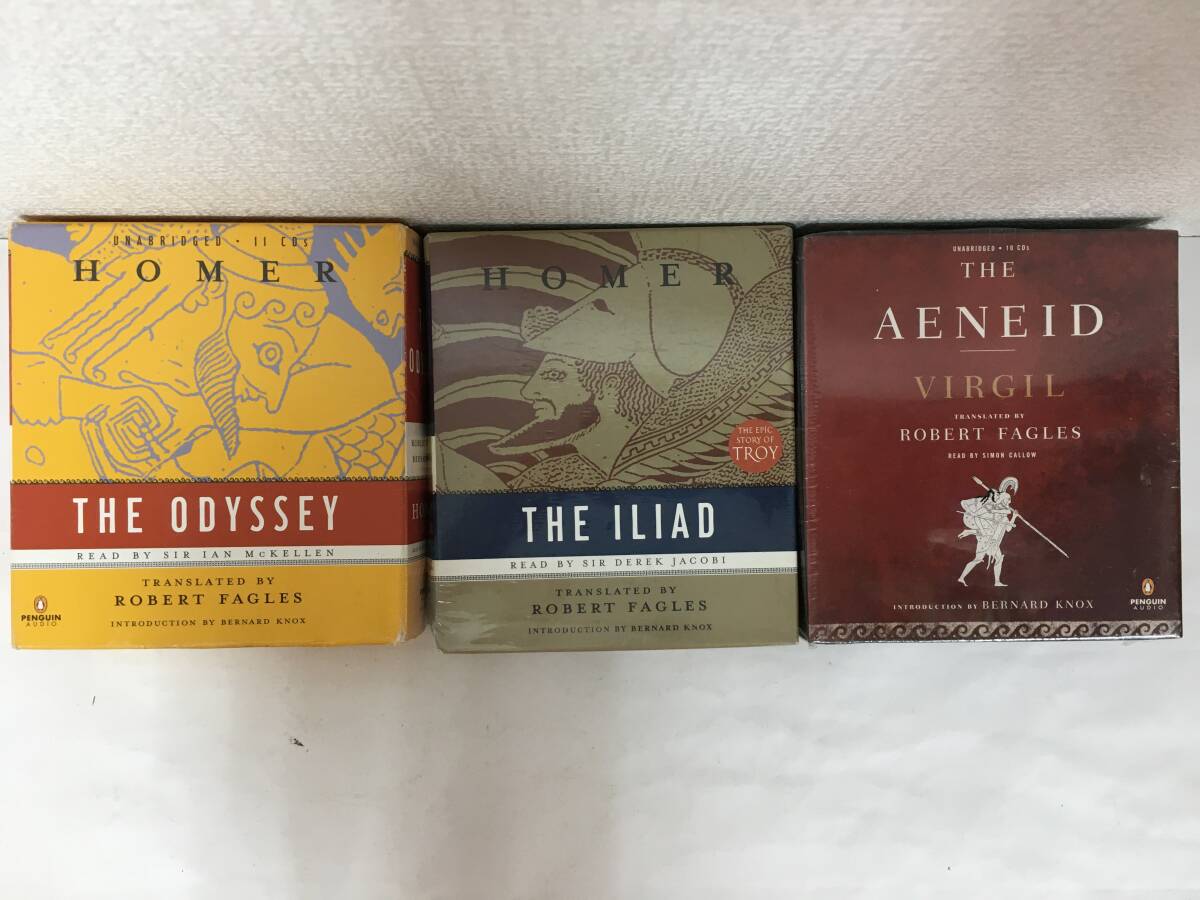 UNABRIDGED • 11 CDs
HOMER
THE ODYSSEY
READ BY SIR IAN McKELLEN
TRANSLATED BY
ROBERT FAGLES
INTRODUCTION BY BERNARD KNOX
PENGUIN
AUDIO
HOMER
THE EPIC
STORY OF
TROY
THE ILIAD
READ BY SIR DEREK JACOBI
TRANSLATED BY
ROBERT FAGLES
INTRODUCTION BY BERNARD KNOX
UNABRIDGED • 10 CDs
THE
AENEID
VIRGIL
TRANSLATED BY
ROBERT FAGLES
READ BY SIMON CALLOW
INTRODUCTION BY BERNARD KNOX
PENGUIN
AUDIO